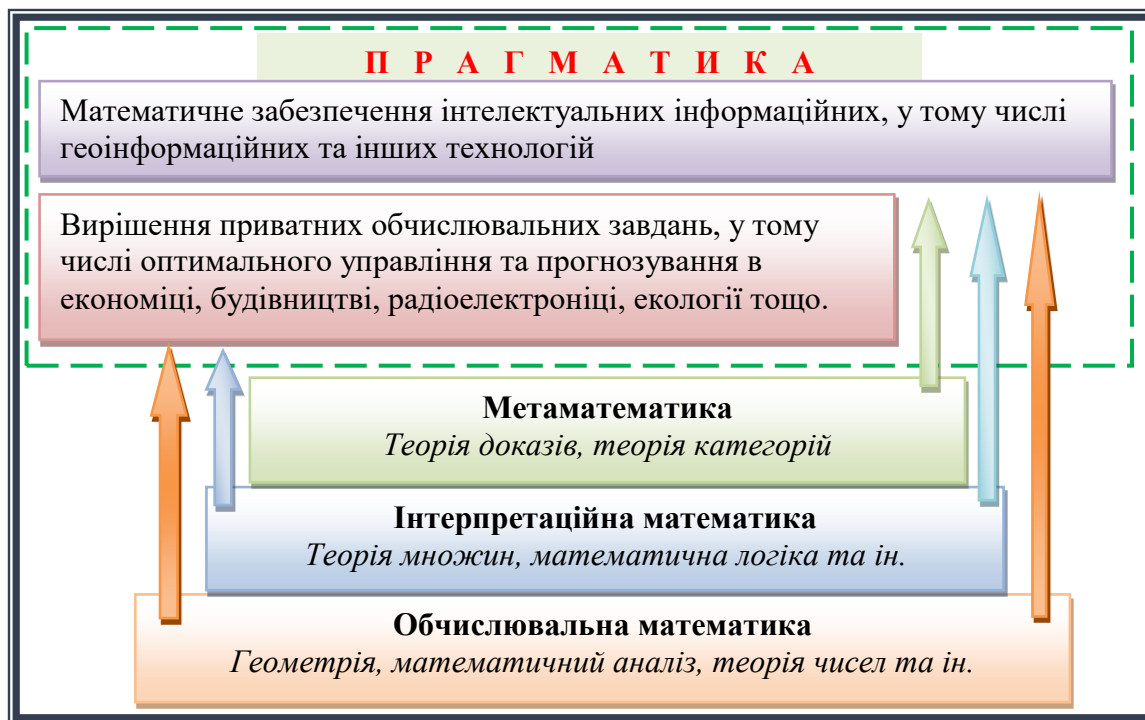 П Р А Г М А Т И К А
Математичне забезпечення інтелектуальних інформаційних, у тому числі
геоінформаційних та інших технологій
Вирішення приватних обчислювальних завдань, у тому
числі оптимального управління та прогнозування в
економіці, будівництві, радіоелектроніці, екології тощо.
Метаматематика
Теорія доказів, теорія категорій
Інтерпретаційна математика
Теорія множин, математична логіка та ін.
Обчислювальна математика
Геометрія, математичний аналіз, теорія чисел та ін.